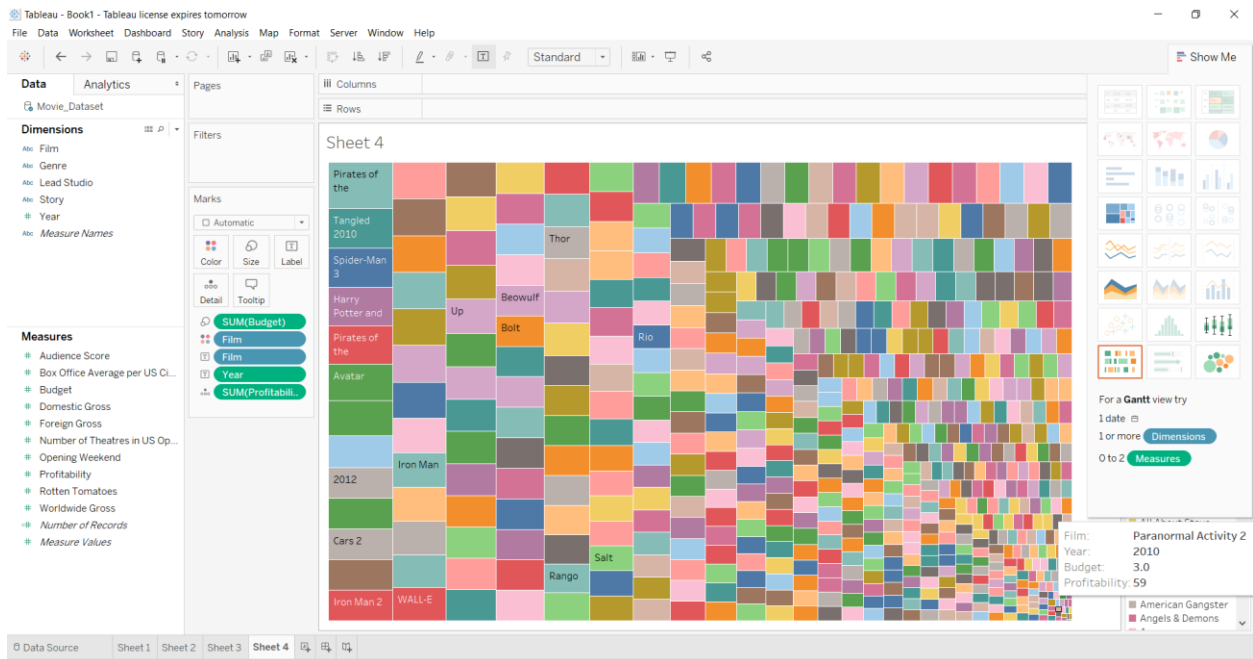 Tableau - Book1 - Tableau license expires tomorrow
File Data Worksheet Dashboard Story Analysis Map Format Server Window Help
Standard
Show Me
Data Analytics
Movie_Dataset
Dimensions
Abc Film
Abc Genre
Abc Lead Studio
Abc Story
# Year
Abc Measure Names
Measures
# Audience Score
# Box Office Average per US Ci...
# Budget
# Domestic Gross
# Foreign Gross
# Number of Theatres in US Op...
# Opening Weekend
# Profitability
# Rotten Tomatoes
# Worldwide Gross
# Number of Records
# Measure Values
Pages
Filters
Marks
Automatic
Color Size Label
Detail Tooltip
SUM(Budget)
Film
Film
Year
SUM(Profitabili..
Columns
Rows
Sheet 4
Pirates of
the
Tangled
2010
Spider-Man
3
Harry
Potter and
Pirates of
the
Avatar
2012
Cars 2
Iron Man 2
Iron Man
WALL-E
Up
Beowulf
Bolt
Thor
Rango
Salt
Rio
For a Gantt view try
1 date
1 or more Dimensions
0 to 2 Measures
Film: Paranormal Activity 2
Year: 2010
Budget: 3.0
Profitability: 59
American Gangster
Angels & Demons
Data Source Sheet 1 Sheet 2 Sheet 3 Sheet 4